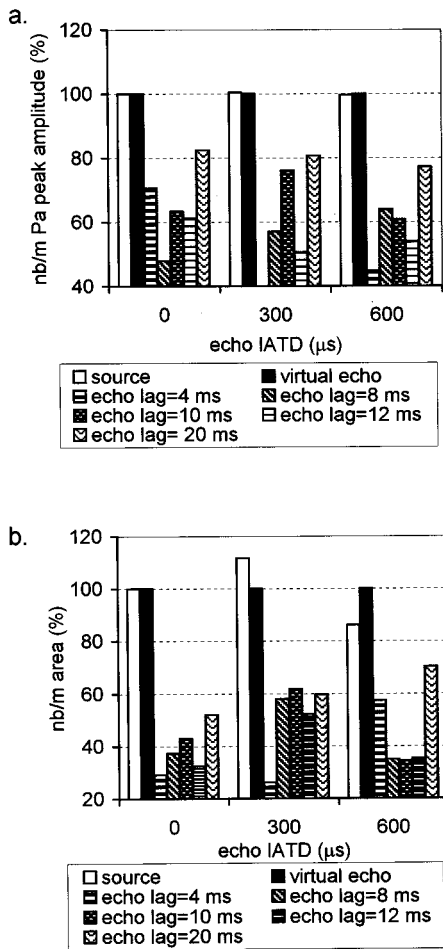 a.
nb/m Pa peak amplitude (%)
120
100
80
60
40
0 300 600
echo IATD (μs)
source virtual echo
echo lag=4 ms echo lag=8 ms
echo lag=10 ms echo lag=12 ms
echo lag= 20 ms
b.
nb/m area (%)
120
100
80
60
40
20
0 300 600
echo IATD (μs)
source virtual echo
echo lag=4 ms echo lag=8 ms
echo lag=10 ms echo lag=12 ms
echo lag=20 ms